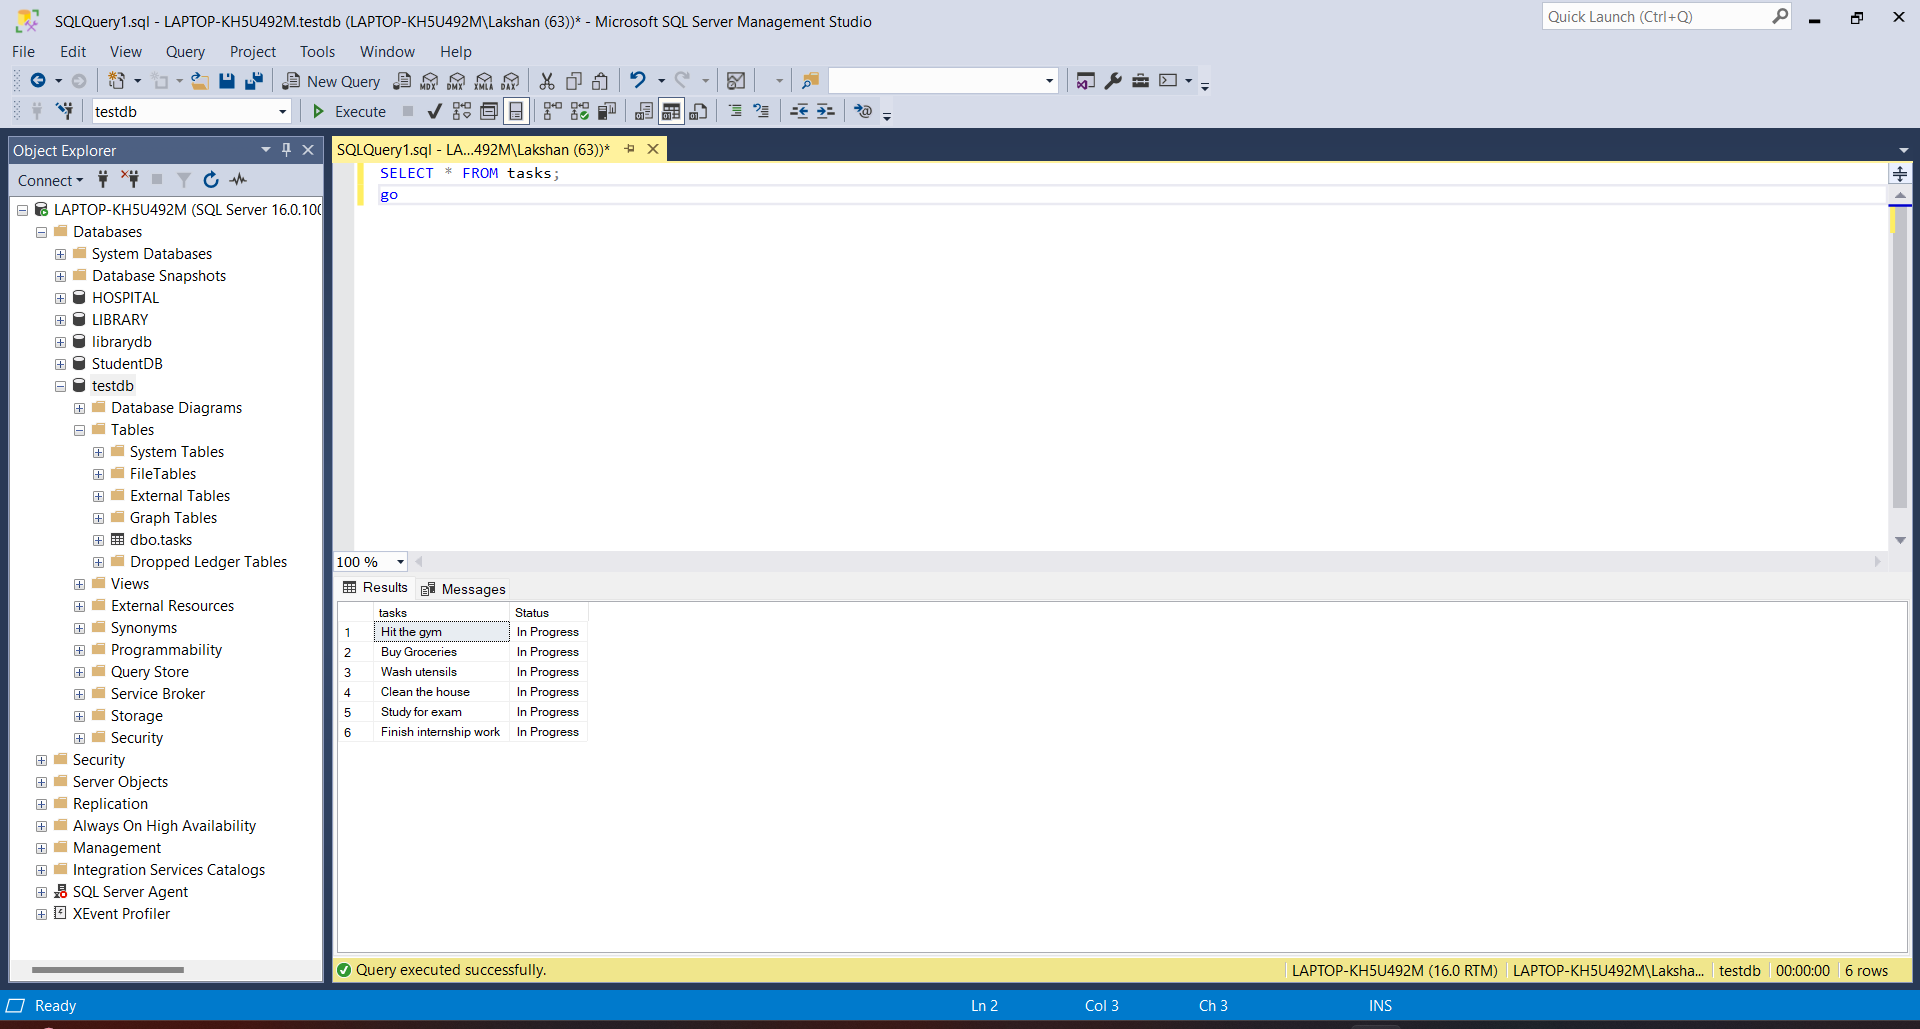 SQLQuery1.sql - LAPTOP-KH5U492M.testdb (LAPTOP-KH5U492M\Lakshan (63))* - Microsoft SQL Server Management Studio
Quick Launch (Ctrl+Q)
File Edit View Query Project Tools Window Help
New Query MDX DMX XMLA DAX
testdb Execute
Object Explorer
Connect
LAPTOP-KH5U492M (SQL Server 16.0.100
Databases
System Databases
Database Snapshots
HOSPITAL
LIBRARY
librarydb
StudentDB
testdb
Database Diagrams
Tables
System Tables
FileTables
External Tables
Graph Tables
dbo.tasks
Dropped Ledger Tables
Views
External Resources
Synonyms
Programmability
Query Store
Service Broker
Storage
Security
Security
Server Objects
Replication
Always On High Availability
Management
Integration Services Catalogs
SQL Server Agent
XEvent Profiler
SQLQuery1.sql - LA...492M\Lakshan (63))*
SELECT * FROM tasks;
go
100 %
Results Messages
tasks Status
1 Hit the gym In Progress
2 Buy Groceries In Progress
3 Wash utensils In Progress
4 Clean the house In Progress
5 Study for exam In Progress
6 Finish internship work In Progress
Query executed successfully. LAPTOP-KH5U492M (16.0 RTM) LAPTOP-KH5U492M\Laksha... testdb 00:00:00 6 rows
Ready Ln 2 Col 3 Ch 3 INS